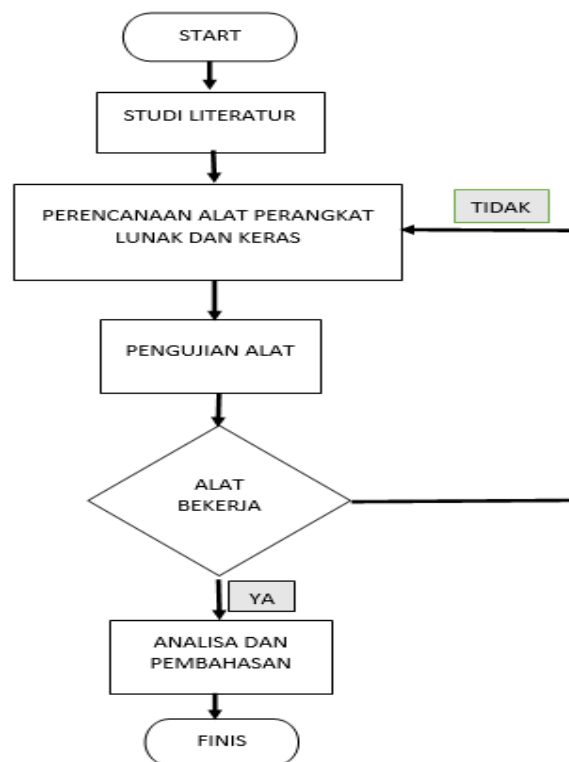 START
STUDI LITERATUR
PERENCANAAN ALAT PERANGKAT
LUNAK DAN KERAS
TIDAK
PENGUJIAN ALAT
ALAT
BEKERJA
YA
ANALISA DAN
PEMBAHASAN
FINIS